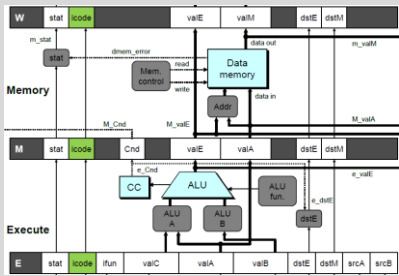 W stat icode valE valM dstE dstM
m_stat dmem_error data out m_valM
stat read Mem. control write Data memory
Memory Addr data in
M_Cnd M_valE M_valA
M stat icode Cnd valE valA dstE dstM
e_Cnd e_valE
CC ALU ALU fun. e_dstE
ALU A ALU B dstE
Execute
E stat icode ifun valC valA valB dstE dstM srcA srcB